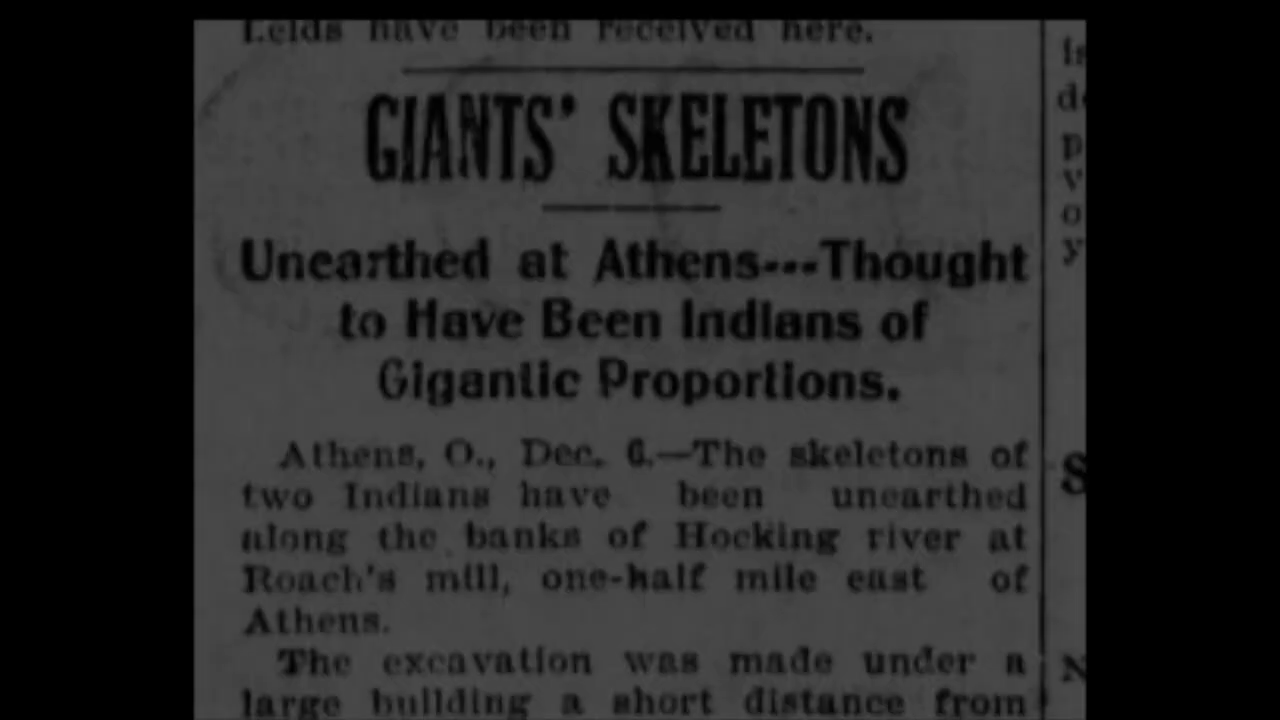 Leids have been received here.
GIANTS' SKELETONS
Unearthed at Athens---Thought
to Have Been Indians of
Gigantic Proportions.
Athens, O., Dec. 6.—The skeletons of
two Indians have been unearthed
along the banks of Hocking river at
Roach's mill, one-half mile east of
Athens.
The excavation was made under a
large building a short distance from